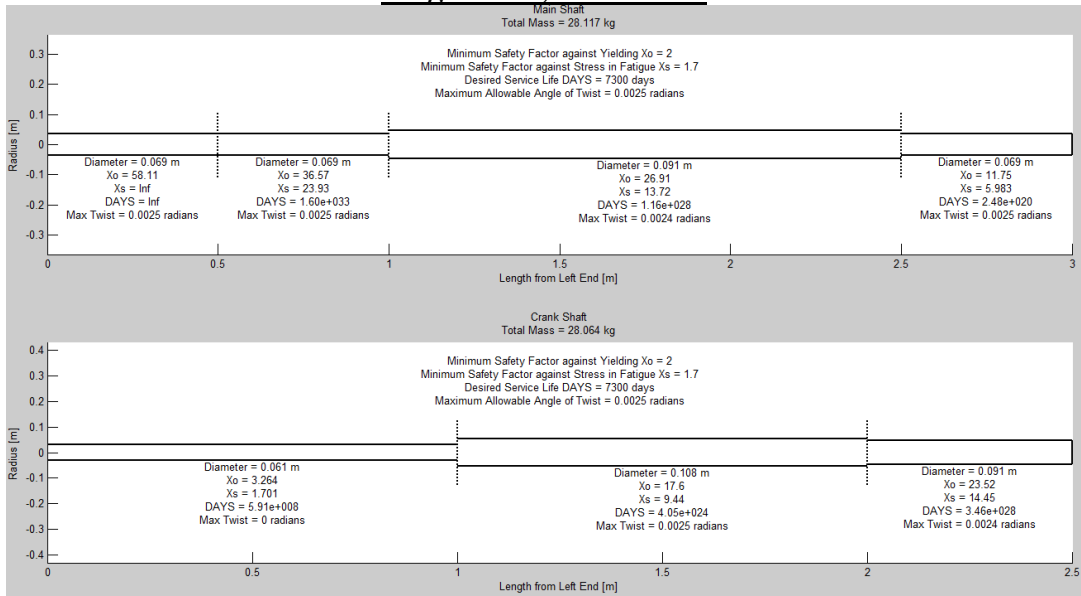 Main Shaft
Total Mass = 28.117 kg
Minimum Safety Factor against Yielding Xo = 2
Minimum Safety Factor against Stress in Fatigue Xs = 1.7
Desired Service Life DAYS = 7300 days
Maximum Allowable Angle of Twist = 0.0025 radians
Radius [m]
0.3
0.2
0.1
0
-0.1
-0.2
-0.3
Diameter = 0.069 m
Xo = 58.11
Xs = Inf
DAYS = Inf
Max Twist = 0.0025 radians
Diameter = 0.069 m
Xo = 36.57
Xs = 23.93
DAYS = 1.60e+033
Max Twist = 0.0025 radians
Diameter = 0.091 m
Xo = 26.91
Xs = 13.72
DAYS = 1.16e+028
Max Twist = 0.0024 radians
Diameter = 0.069 m
Xo = 11.75
Xs = 5.983
DAYS = 2.48e+020
Max Twist = 0.0025 radians
0 0.5 1 1.5 2 2.5 3
Length from Left End [m]
Crank Shaft
Total Mass = 28.064 kg
Minimum Safety Factor against Yielding Xo = 2
Minimum Safety Factor against Stress in Fatigue Xs = 1.7
Desired Service Life DAYS = 7300 days
Maximum Allowable Angle of Twist = 0.0025 radians
Radius [m]
0.4
0.3
0.2
0.1
0
-0.1
-0.2
-0.3
-0.4
Diameter = 0.061 m
Xo = 3.264
Xs = 1.701
DAYS = 5.91e+008
Max Twist = 0 radians
Diameter = 0.108 m
Xo = 17.6
Xs = 9.44
DAYS = 4.05e+024
Max Twist = 0.0025 radians
Diameter = 0.091 m
Xo = 23.52
Xs = 14.45
DAYS = 3.46e+028
Max Twist = 0.0024 radians
0 0.5 1 1.5 2 2.5
Length from Left End [m]